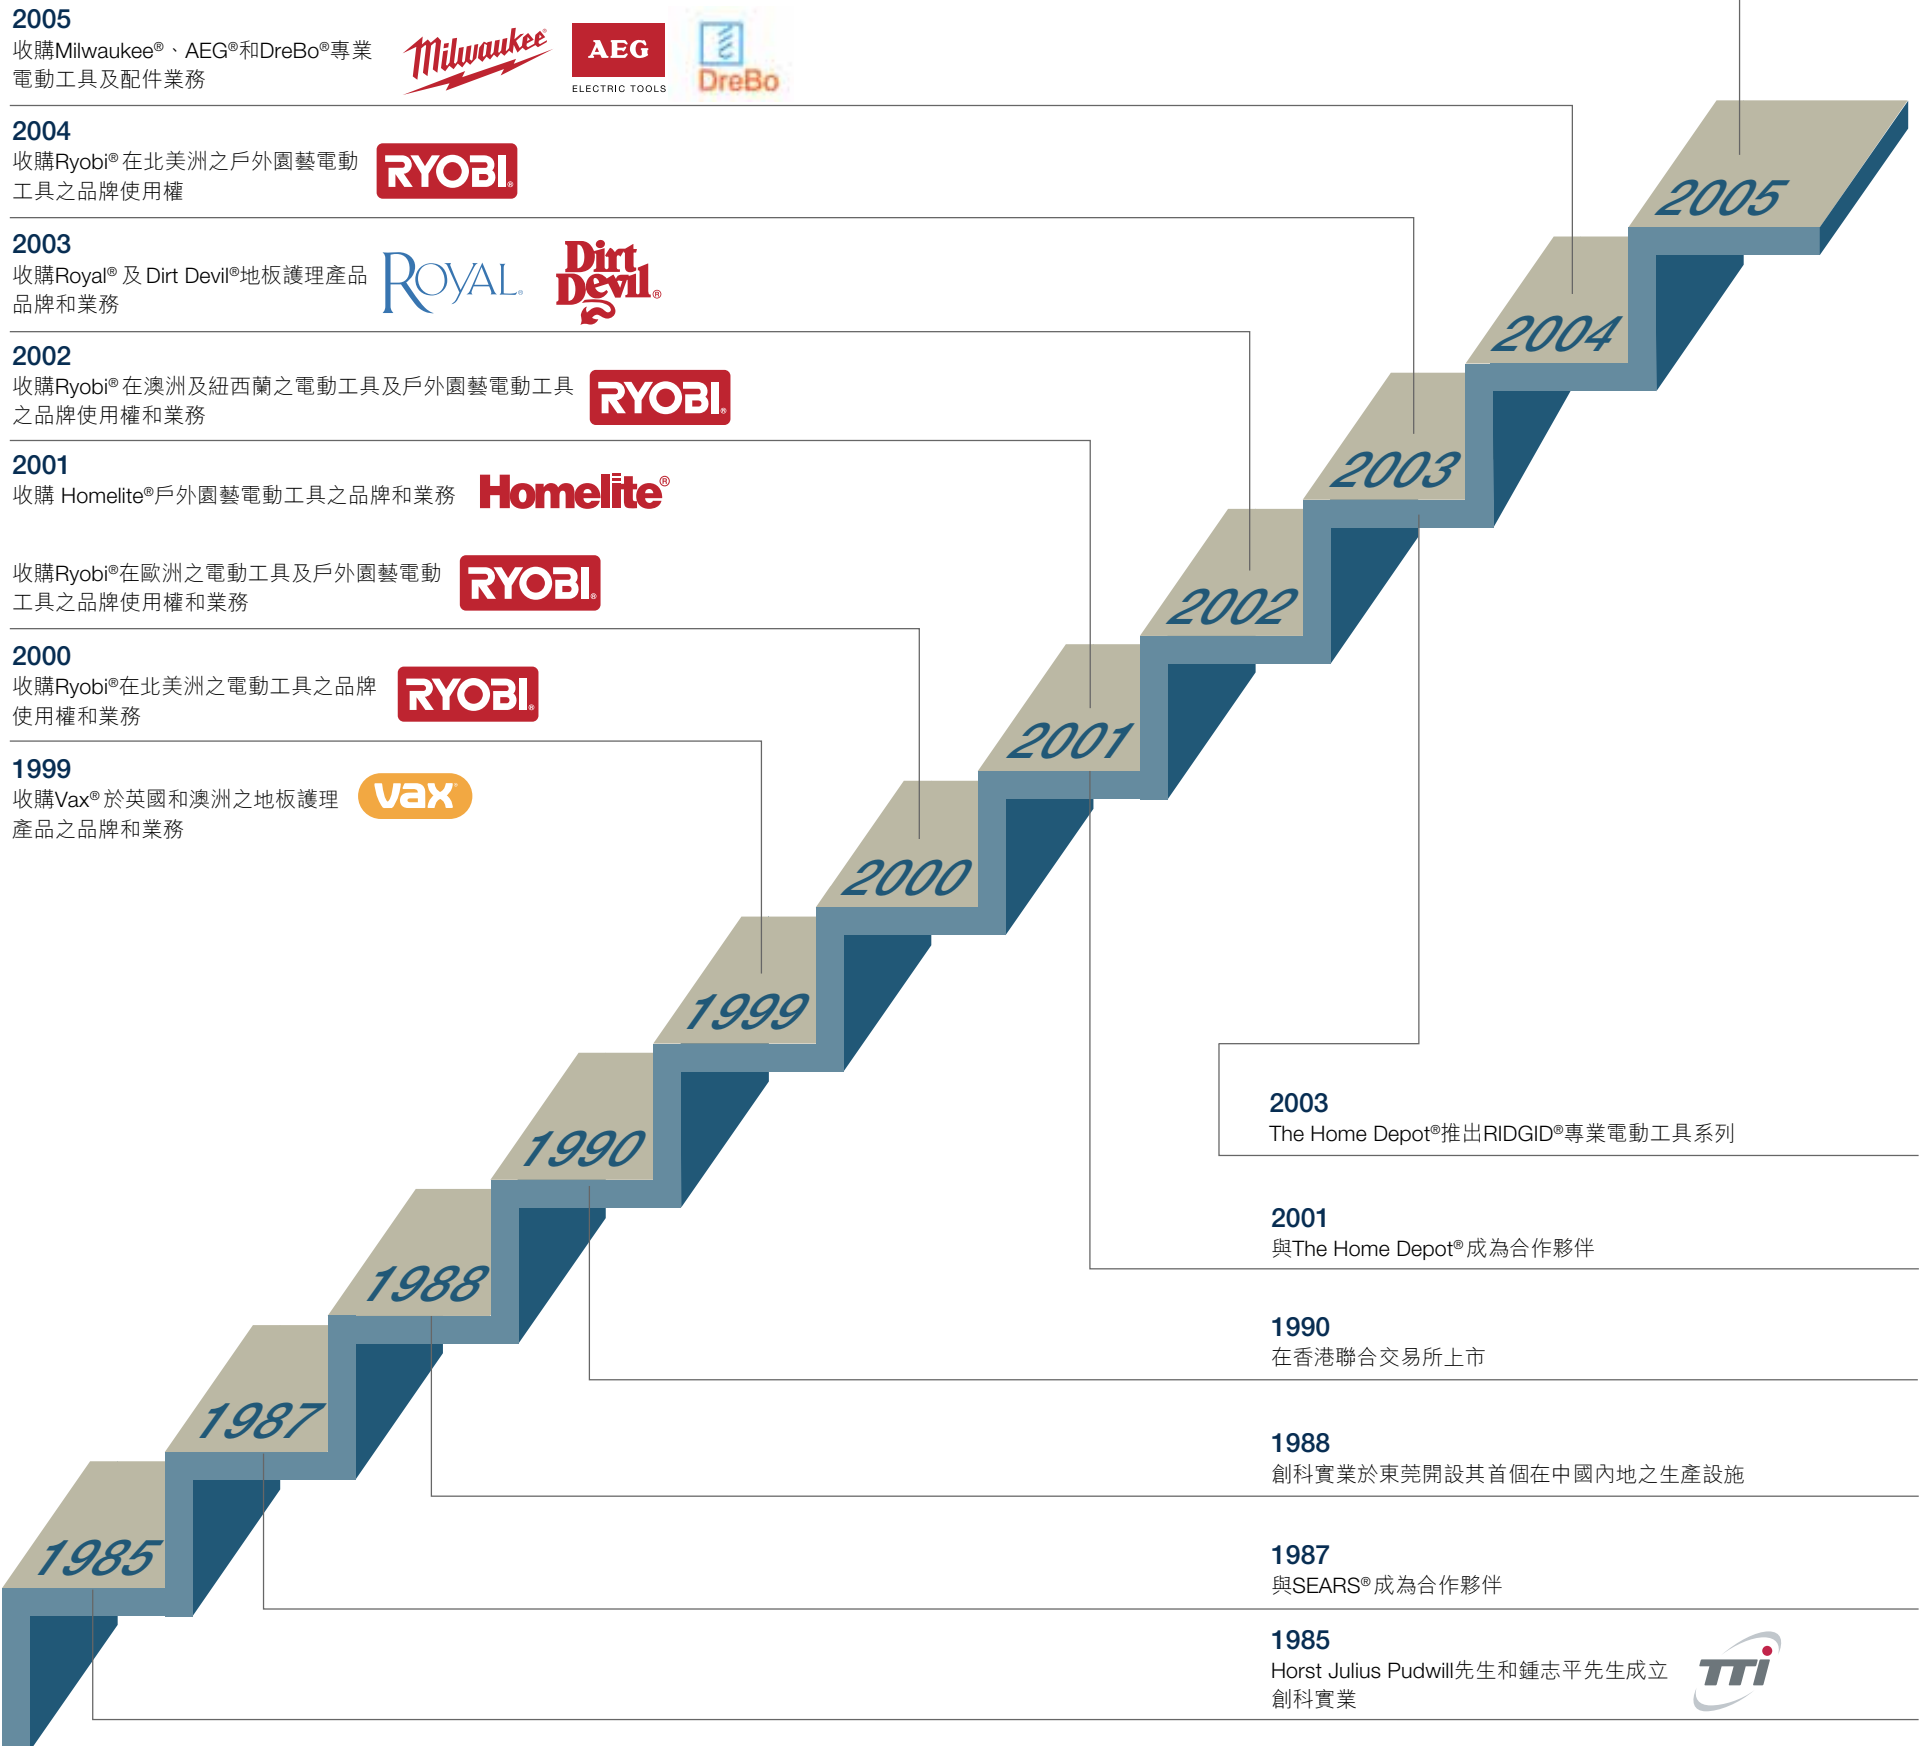 2005
收購Milwaukee®、AEG®和DreBo®專業
電動工具及配件業務
Milwaukee
AEG
ELECTRIC TOOLS
DreBo
2004
收購Ryobi®在北美洲之戶外園藝電動
工具之品牌使用權
RYOBI®
2003
收購Royal® 及 Dirt Devil®地板護理產品
品牌和業務
ROYAL®
Dirt
Devil®
2002
收購Ryobi®在澳洲及紐西蘭之電動工具及戶外園藝電動工具
之品牌使用權和業務
RYOBI®
2001
收購 Homelite®戶外園藝電動工具之品牌和業務
Homelite®
收購Ryobi®在歐洲之電動工具及戶外園藝電動
工具之品牌使用權和業務
RYOBI®
2000
收購Ryobi®在北美洲之電動工具之品牌
使用權和業務
RYOBI®
1999
收購Vax®於英國和澳洲之地板護理
產品之品牌和業務
vax
2005
2004
2003
2002
2001
2000
1999
1990
1988
1987
1985
2003
The Home Depot®推出RIDGID®專業電動工具系列
2001
與The Home Depot®成為合作夥伴
1990
在香港聯合交易所上市
1988
創科實業於東莞開設其首個在中國內地之生產設施
1987
與SEARS®成為合作夥伴
1985
Horst Julius Pudwill先生和鍾志平先生成立
創科實業
TTI